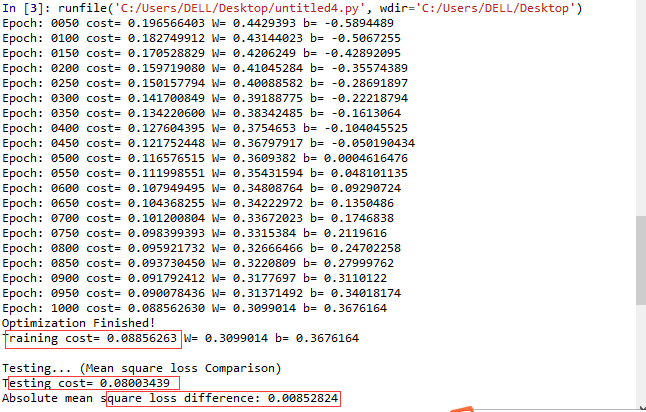 In [3]: runfile('C:/Users/DELL/Desktop/untitled4.py', wdir='C:/Users/DELL/Desktop')
Epoch: 0050 cost= 0.196566403 W= 0.4429393 b= -0.5894489
Epoch: 0100 cost= 0.182749912 W= 0.43144023 b= -0.5067255
Epoch: 0150 cost= 0.170528829 W= 0.4206249 b= -0.42892095
Epoch: 0200 cost= 0.159719080 W= 0.41045284 b= -0.35574389
Epoch: 0250 cost= 0.150157794 W= 0.40088582 b= -0.28691897
Epoch: 0300 cost= 0.141700849 W= 0.39188775 b= -0.22218794
Epoch: 0350 cost= 0.134220600 W= 0.38342485 b= -0.1613064
Epoch: 0400 cost= 0.127604395 W= 0.3754653 b= -0.104045525
Epoch: 0450 cost= 0.121752448 W= 0.36797917 b= -0.050190434
Epoch: 0500 cost= 0.116576515 W= 0.3609382 b= 0.0004616476
Epoch: 0550 cost= 0.111998551 W= 0.35431594 b= 0.048101135
Epoch: 0600 cost= 0.107949495 W= 0.34808764 b= 0.09290724
Epoch: 0650 cost= 0.104368255 W= 0.34222972 b= 0.1350486
Epoch: 0700 cost= 0.101200804 W= 0.33672023 b= 0.1746838
Epoch: 0750 cost= 0.098399393 W= 0.3315384 b= 0.2119616
Epoch: 0800 cost= 0.095921732 W= 0.32666466 b= 0.24702258
Epoch: 0850 cost= 0.093730450 W= 0.3220809 b= 0.27999762
Epoch: 0900 cost= 0.091792412 W= 0.3177697 b= 0.3110122
Epoch: 0950 cost= 0.090078436 W= 0.31371492 b= 0.34018174
Epoch: 1000 cost= 0.088562630 W= 0.3099014 b= 0.3676164
Optimization Finished!
Training cost= 0.08856263 W= 0.3099014 b= 0.3676164
Testing... (Mean square loss Comparison)
Testing cost= 0.08003439
Absolute mean square loss difference: 0.00852824